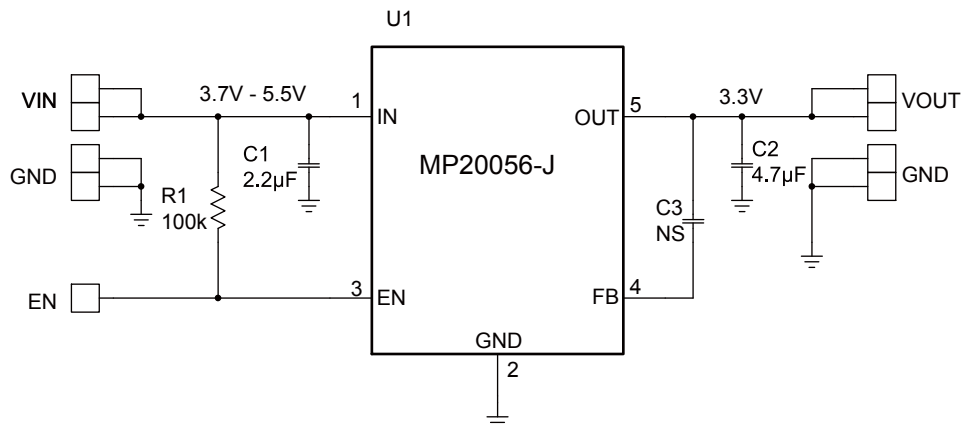 U1
VIN
3.7V - 5.5V
1
IN
OUT
5
3.3V
VOUT
GND
C1
2.2µF
MP20056-J
C2
4.7µF
GND
R1
100k
C3
NS
EN
3
EN
FB
4
GND
2